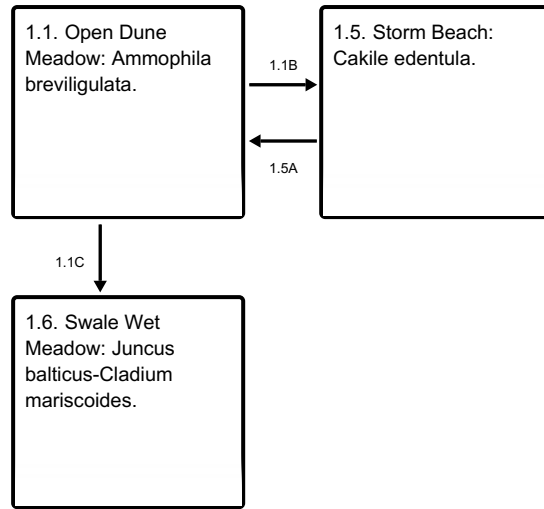 1.1. Open Dune
Meadow: Ammophila
breviligulata.
1.1B
1.5. Storm Beach:
Cakile edentula.
1.5A
1.1C
1.6. Swale Wet
Meadow: Juncus
balticus-Cladium
mariscoides.